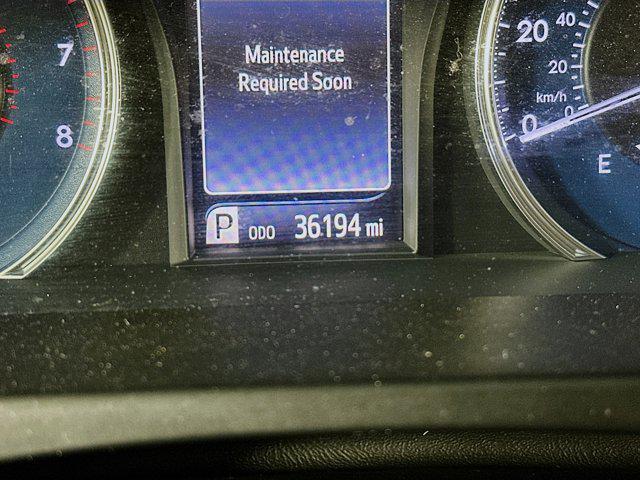 Maintenance
Required Soon
P ODO 36194 mi
7
8
20
40
20
km/h
0
0
E